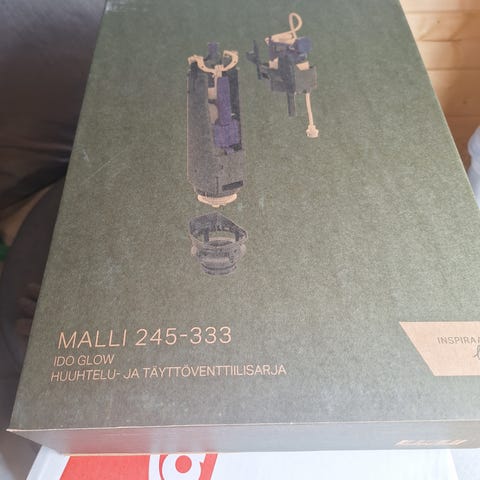 MALLI 245-333
IDO GLOW
HUUHTELU- JA TÄYTTÖVENTTIILISARJA